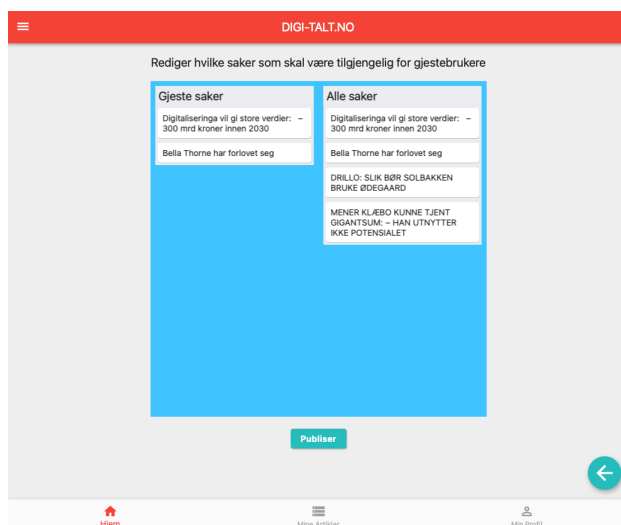 DIGI-TALT.NO
Rediger hvilke saker som skal være tilgjengelig for gjestebrukere
Gjeste saker
Digitaliseringa vil gi store verdier: –
300 mrd kroner innen 2030
Bella Thorne har forlovet seg
Alle saker
Digitaliseringa vil gi store verdier: –
300 mrd kroner innen 2030
Bella Thorne har forlovet seg
DRILLO: SLIK BØR SOLBAKKEN
BRUKE ØDEGAARD
MENER KLÆBO KUNNE TJENT
GIGANTSUM: – HAN UTNYTTER
IKKE POTENSIALET
Publiser
Hjem
Mine Artikler
Min Profil